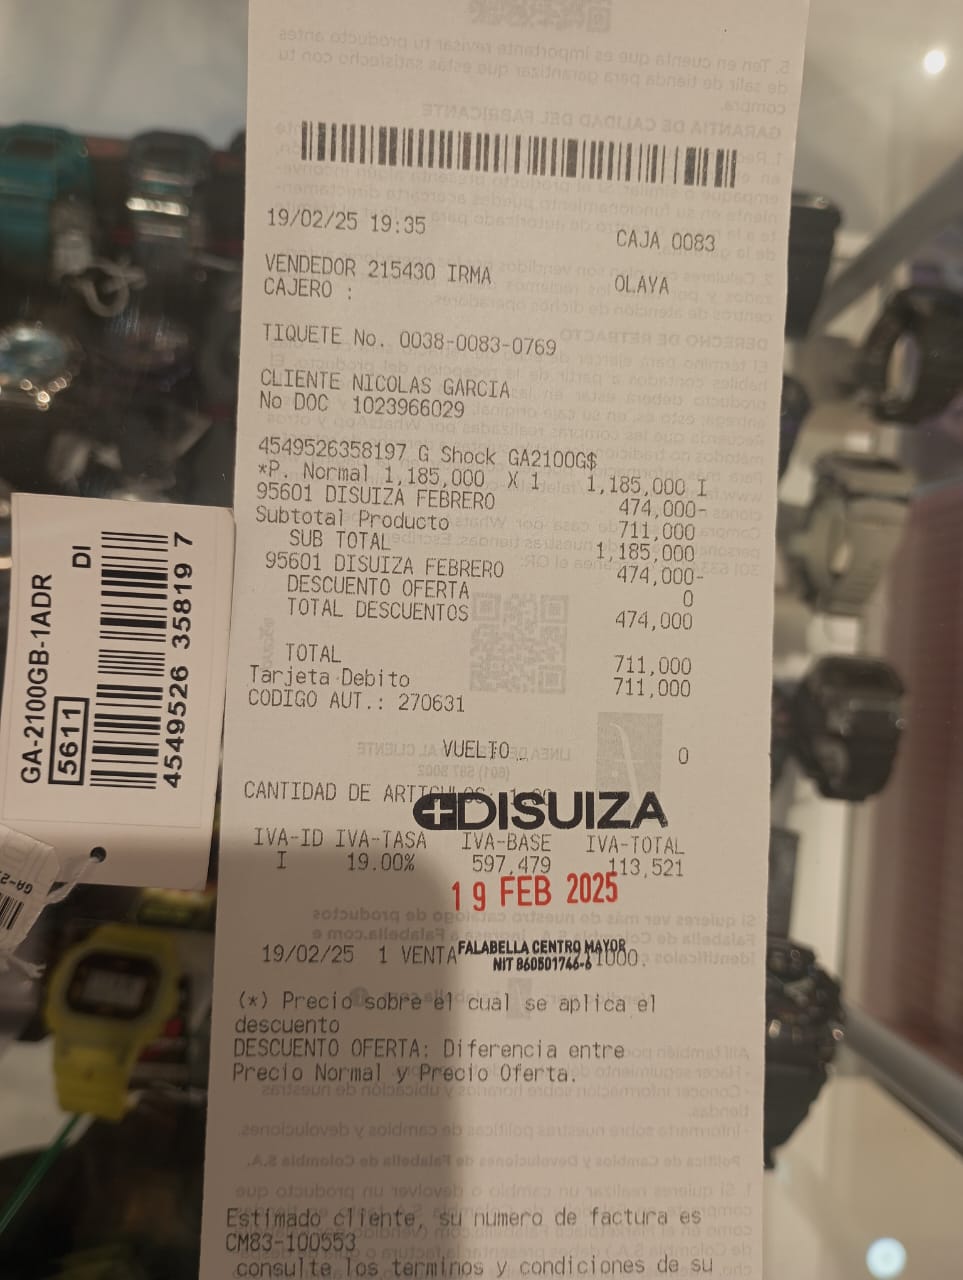 19/02/25 19:35 CAJA 0083
VENDEDOR 215430 IRMA OLAYA
CAJERO :
TIQUETE No. 0038-0083-0769
CLIENTE NICOLAS GARCIA
No DOC 1023966029
4549526358197 G Shock GA2100G$
*P. Normal 1,185,000 X 1 1,185,000 I
95601 DISUIZA FEBRERO 474,000-
Subtotal Producto 711,000
SUB TOTAL 1,185,000
95601 DISUIZA FEBRERO 474,000-
DESCUENTO OFERTA 0
TOTAL DESCUENTOS 474,000
TOTAL 711,000
Tarjeta Debito 711,000
CODIGO AUT.: 270631
VUELTO 0
CANTIDAD DE
DISUIZA
IVA-ID IVA-TASA IVA-BASE IVA-TOTAL
I 19.00% 597,479 113,521
19 FEB 2025
19/02/25 1 VENTA
FALABELLA CENTRO MAYOR
NIT 860501746-6
(*) Precio sobre el cual se aplica el
descuento
DESCUENTO OFERTA: Diferencia entre
Precio Normal y Precio Oferta.
Estimado cliente, su numero de factura es
CM83-100553
consulte los terminos y condiciones de su
GA-2100GB-1ADR
5611
DI
4549526 35819 7